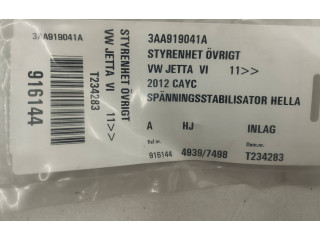 3AA919041A
STYRENHET ÖVRIGT
VW JETTA VI 11>>
T234283
916144
3AA919041A
STYRENHET ÖVRIGT
VW JETTA VI 11>>
2012 CAYC
SPÄNNINGSSTABILISATOR HELLA
A HJ INLAG
916144 4939/7498 T234283